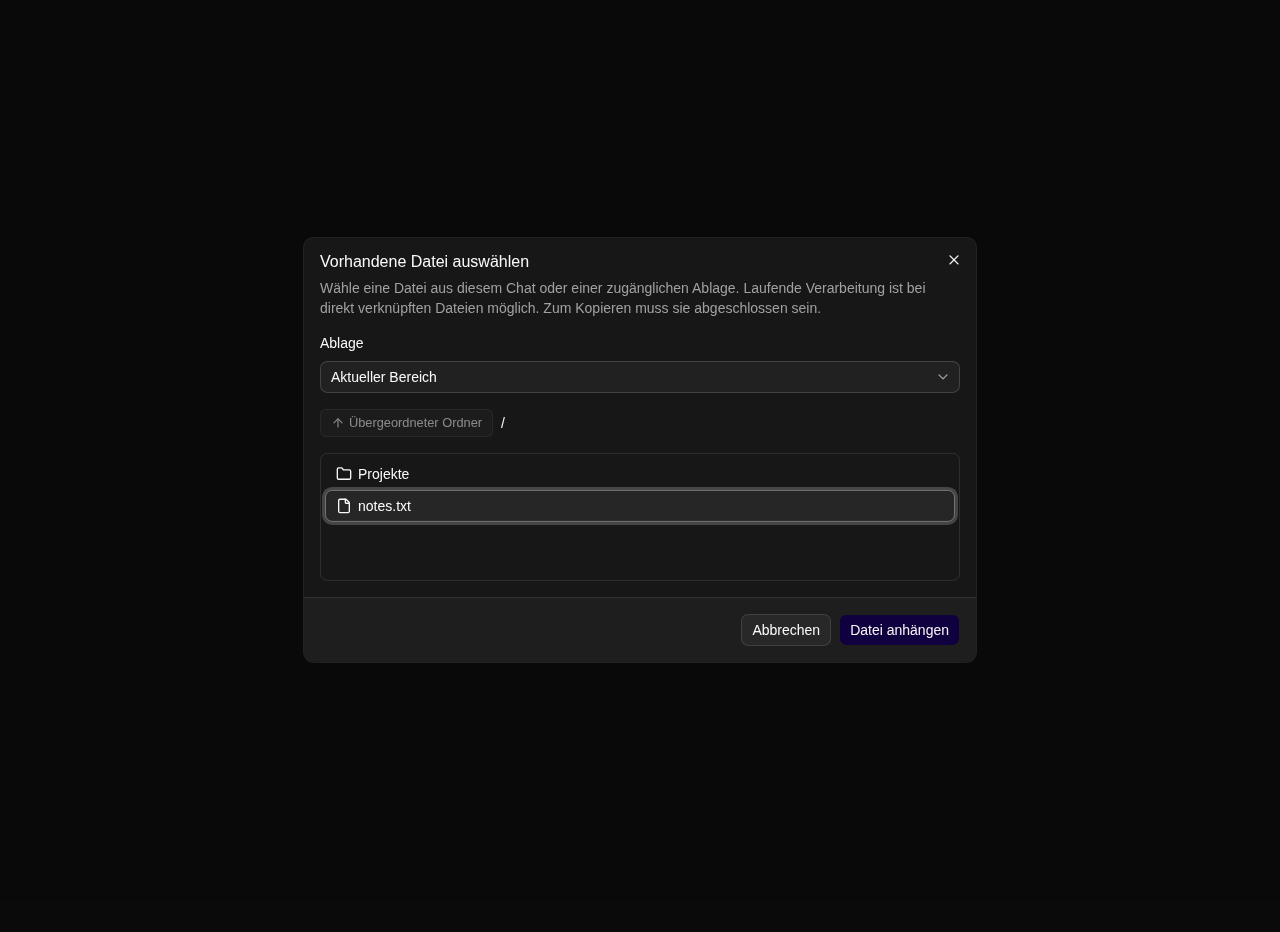 Vorhandene Datei auswählen
Wähle eine Datei aus diesem Chat oder einer zugänglichen Ablage. Laufende Verarbeitung ist bei
direkt verknüpften Dateien möglich. Zum Kopieren muss sie abgeschlossen sein.
Ablage
Aktueller Bereich
Übergeordneter Ordner /
Projekte
notes.txt
Abbrechen Datei anhängen